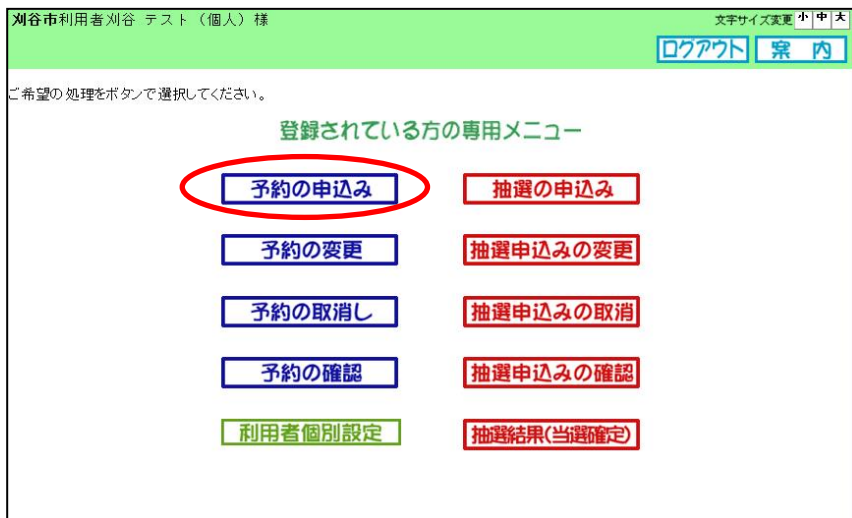 刈谷市利用者刈谷 テスト（個人）様
文字サイズ変更 小 中 大
ログアウト 案 内
ご希望の処理をボタンで選択してください。
登録されている方の専用メニュー
予約の申込み 抽選の申込み
予約の変更 抽選申込みの変更
予約の取消し 抽選申込みの取消
予約の確認 抽選申込みの確認
利用者個別設定 抽選結果(当選確定)